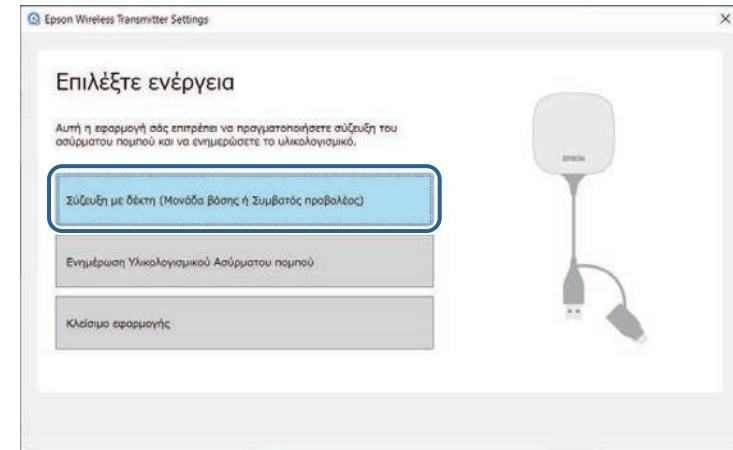 Epson Wireless Transmitter Settings
Επιλέξτε ενέργεια
Αυτή η εφαρμογή σάς επιτρέπει να πραγματοποιήσετε σύζευξη του
ασύρματου πομπού και να ενημερώσετε το υλικολογισμικό.
EPSON
Σύζευξη με δέκτη (Μονάδα βάσης ή Συμβατός προβολέας)
Ενημέρωση Υλικολογισμικού Ασύρματου πομπού
Κλείσιμο εφαρμογής